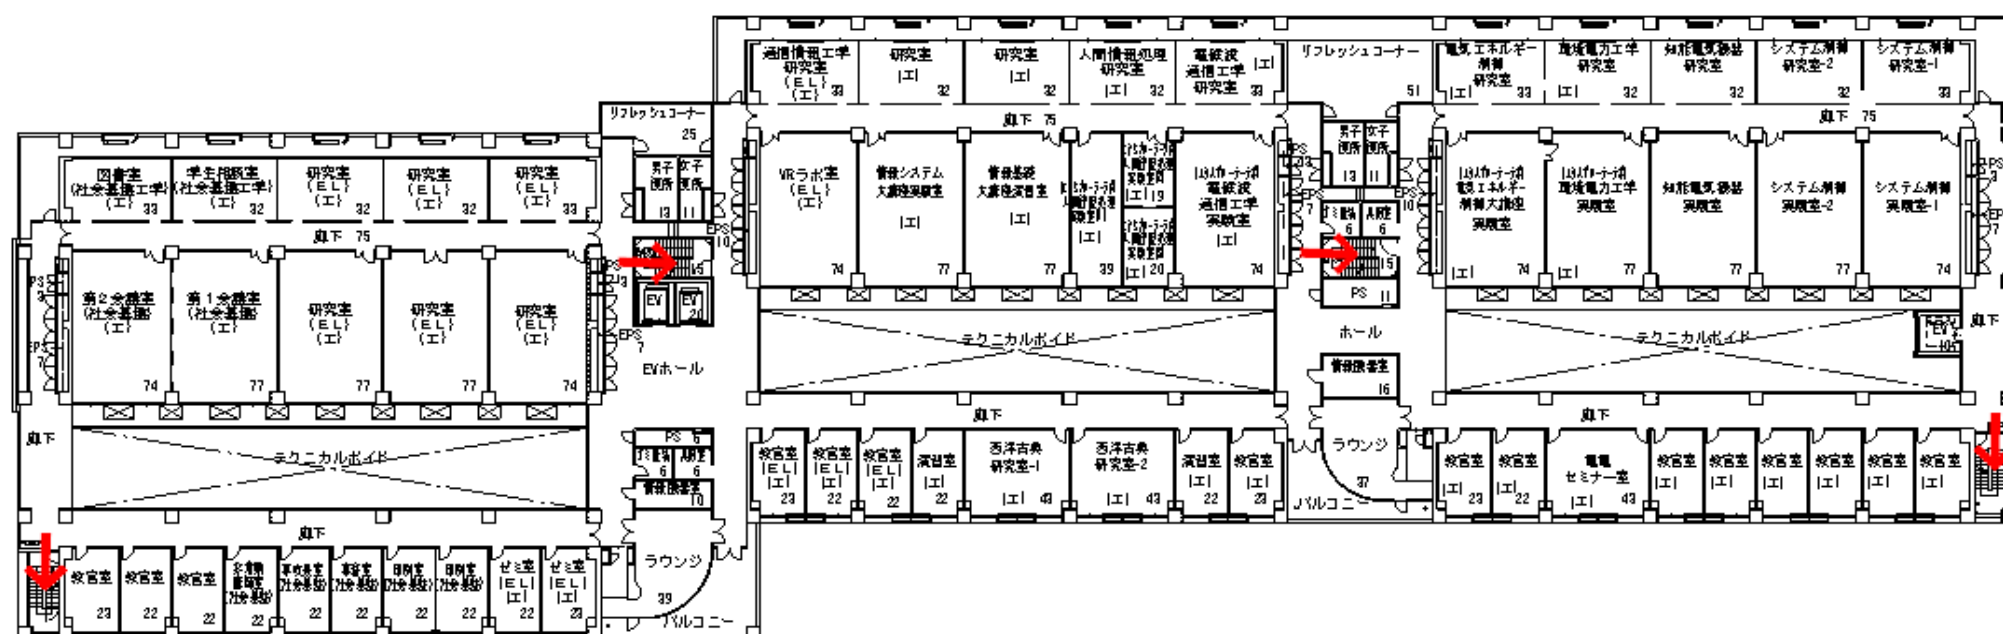 通信情報工学
研究室
(EL)
(工) 33
研究室
[工]
32
研究室
[工]
32
人間情報処理
研究室
[工] 32
電磁波
通信工学 [工]
研究室 33
リフレッシュコーナー
51
電気エネルギー
制御
研究室
[工] 33
環境電力工学
研究室
[工] 32
知能電気機器
研究室
32
システム制御
研究室-2
32
システム制御
研究室-1
33
リフレッシュコーナー
25
廊下 75
廊下 75
図書室
(社会基盤工学)
(工) 33
学生相談室
(社会基盤工学)
(工) 32
研究室
(EL)
(工) 32
研究室
(EL)
(工) 32
研究室
(EL)
(工) 33
男子
便所
13
女子
便所
11
VRラボ室
(EL)
(工)
74
情報システム
大講座実験室
[工]
77
情報基礎
大講座演習室
[工]
77
[工]
39
[工] 19
[工] 20
電磁波
通信工学
実験室
[工]
74
男子
便所
13
女子
便所
11
電気エネルギー
制御大講座
実験室
[工] 74
環境電力工学
実験室
[工] 77
知能電気機器
実験室
77
システム制御
実験室-2
77
システム制御
実験室-1
74
廊下 75
EPS
10
EPS
10
6
6
15
PS 11
第2会議室
(社会基盤)
(工)
74
第1会議室
(社会基盤)
(工)
77
研究室
(EL)
(工)
77
研究室
(EL)
(工)
77
研究室
(EL)
(工)
74
EPS
7
EV
EV
20
EVホール
テクニカルボイド
ホール
テクニカルボイド
廊下
情報機器室
16
廊下
廊下
廊下
テクニカルボイド
PS 6
6
6
情報機器室
10
教官室
[EL]
[工]
23
教官室
[EL]
[工]
22
教官室
[EL]
[工]
22
演習室
[工]
22
西洋古典
研究室-1
[工] 43
西洋古典
研究室-2
[工] 43
演習室
[工]
22
教官室
[工]
23
ラウンジ
37
バルコニー
教官室
[工]
23
教官室
[工]
22
電電
セミナー室
[工] 43
教官室
[工]
教官室
[工]
教官室
[工]
教官室
[工]
教官室
[工]
教官室
[工]
廊下
教官室
23
教官室
22
教官室
22
22
22
22
22
22
ゼミ室
[EL]
[工]
22
ゼミ室
[EL]
[工]
23
ラウンジ
39
バルコニー